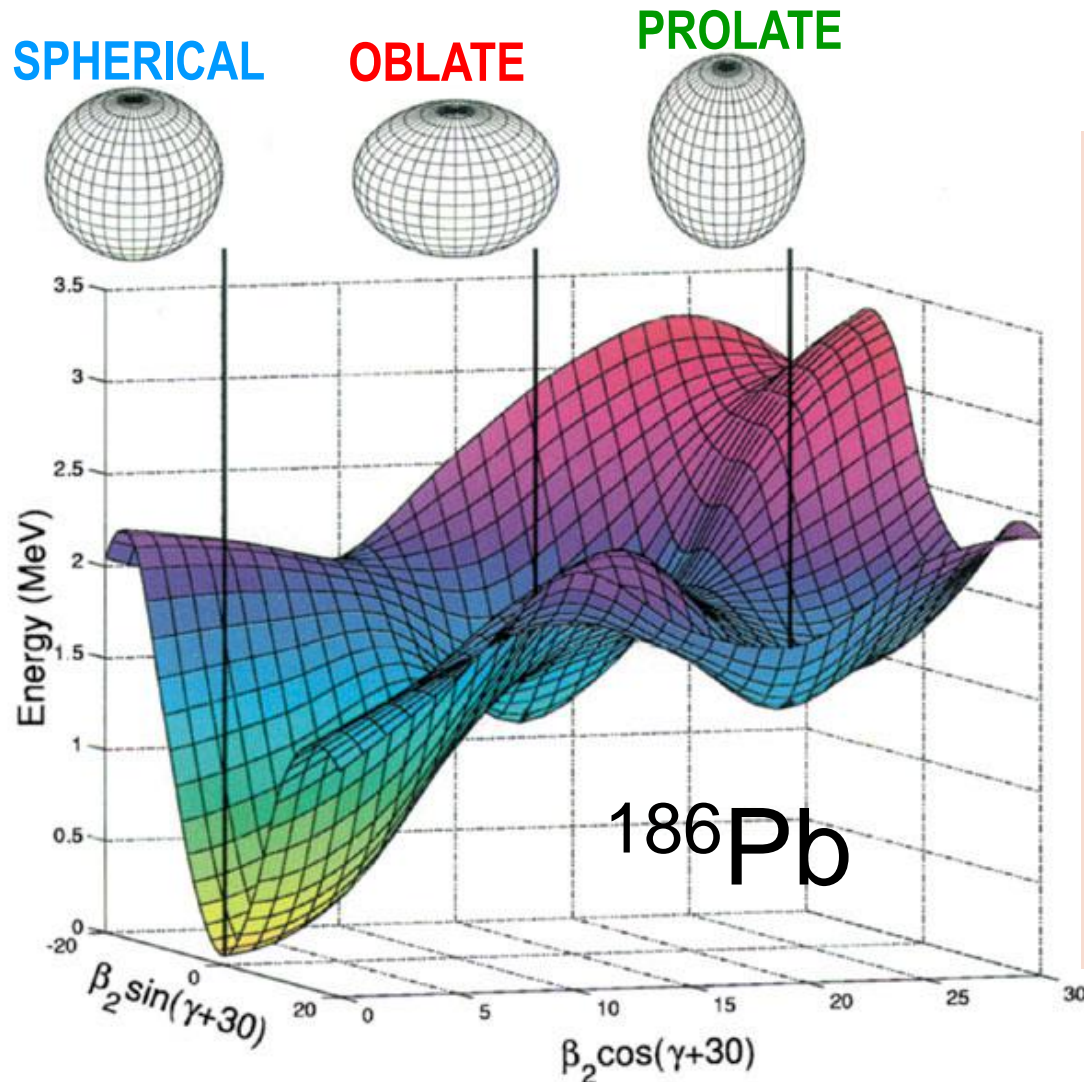 SPHERICAL OBLATE PROLATE
3.5
3
2.5
2
1.5
1
0.5
0
Energy (MeV)
-20
0
20
β₂sin(γ+30)
0 5 10 15 20 25 30
β₂cos(γ+30)
¹⁸⁶Pb